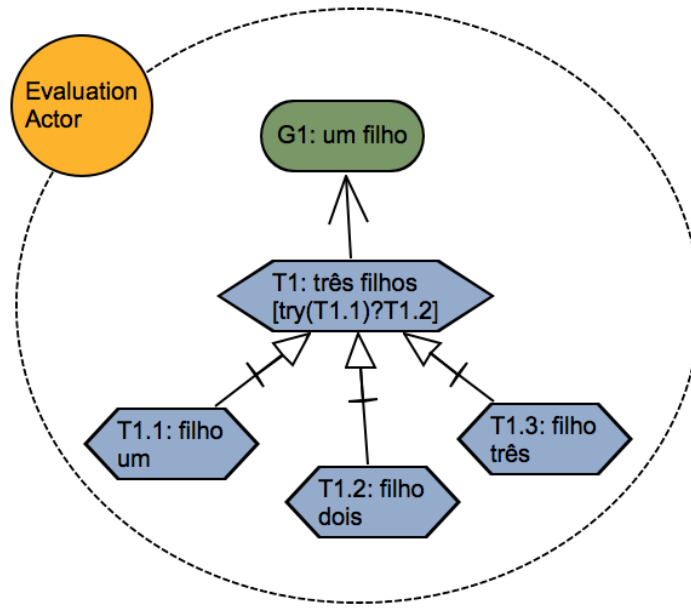 Evaluation
Actor
G1: um filho
T1: três filhos
[try(T1.1)?T1.2]
T1.1: filho
um
T1.2: filho
dois
T1.3: filho
três